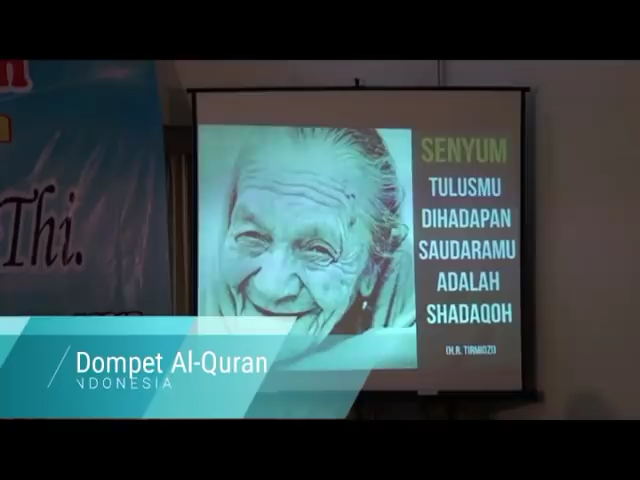 Thi.
SENYUM
TULUSMU
DIHADAPAN
SAUDARAMU
ADALAH
SHADAQOH
(H.R. TIRMIDZI)
Dompet Al-Quran
NDONESIA